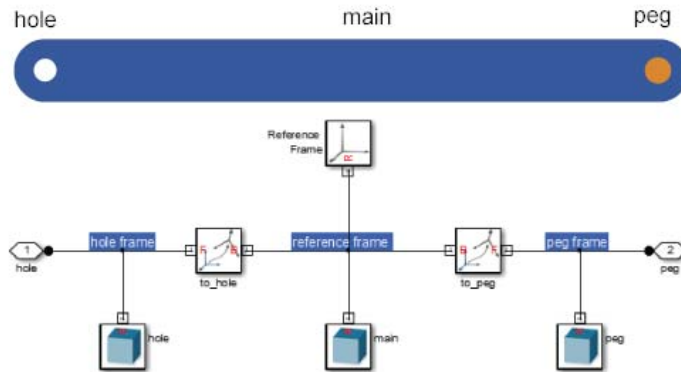 hole main peg
Reference
Frame
R
1 hole frame F B reference frame B F peg frame 2
hole to_hole to_peg peg
hole main peg